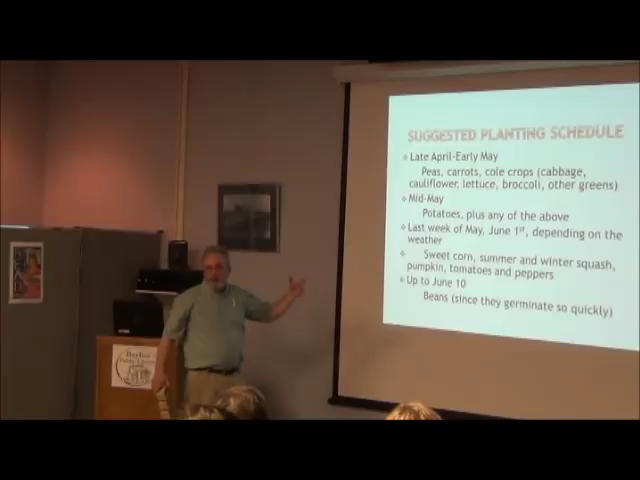 SUGGESTED PLANTING SCHEDULE
Late April-Early May
Peas, carrots, cole crops (cabbage,
cauliflower, lettuce, broccoli, other greens)
Mid-May
Potatoes, plus any of the above
Last week of May, June 1st, depending on the
weather
Sweet corn, summer and winter squash,
pumpkin, tomatoes and peppers
Up to June 10
Beans (since they germinate so quickly)
Public Library